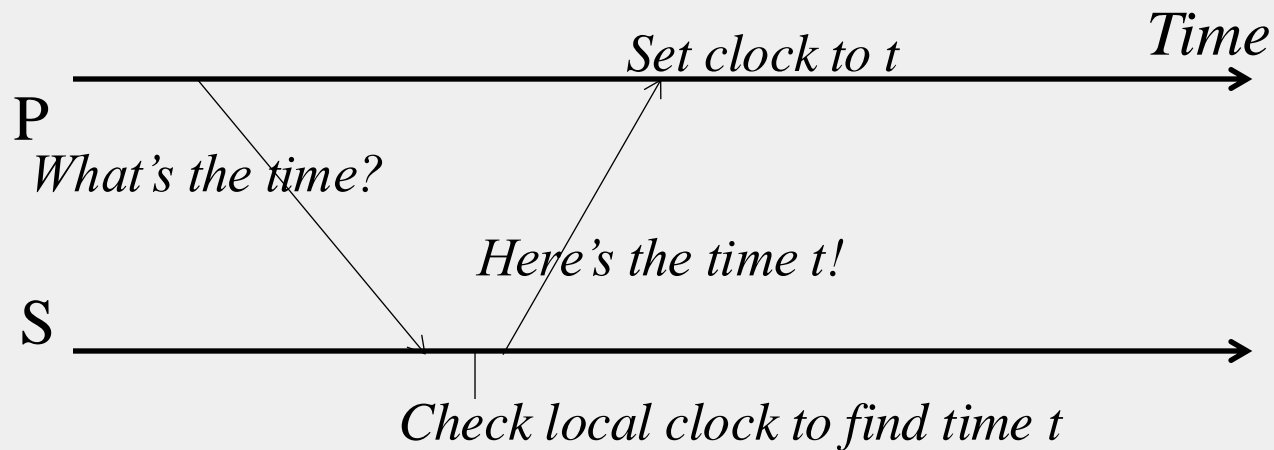 Time
Set clock to t
P
What’s the time?
Here’s the time t!
S
Check local clock to find time t